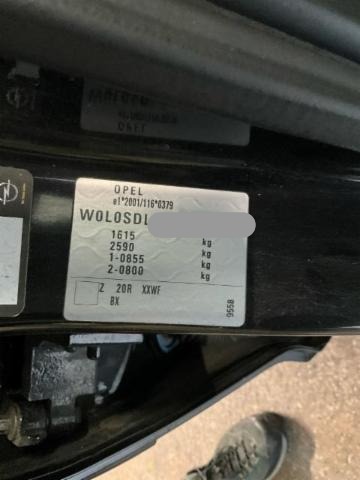 OPEL
e1*2001/116*0379
W0L0SDL
1615 kg
2590 kg
1-0855 kg
2-0800 kg
Z 20R XXWF
BX
9558